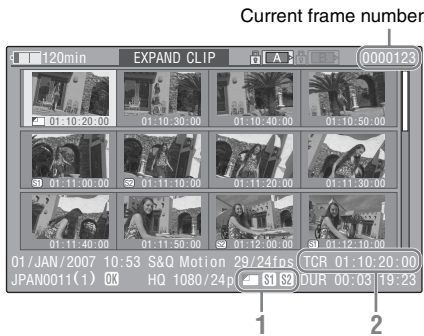 Current frame number
120min EXPAND CLIP A B 0000123
01:10:20:00 01:10:30:00 01:10:40:00 01:10:50:00
S1 01:11:00:00 S2 01:11:10:00 01:11:20:00 01:11:30:00
01:11:40:00 01:11:50:00 S2 01:12:00:00 S1 01:12:10:00
01/JAN/2007 10:53 S&Q Motion 29/24fps TCR 01:10:20:00
JPAN0011(1) OK HQ 1080/24p S1 S2 DUR 00:03:19:23
1 2